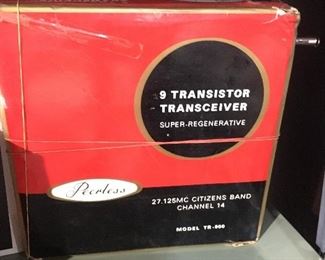 9 TRANSISTOR
TRANSCEIVER
SUPER-REGENERATIVE
Peerless
27.125MC CITIZENS BAND
CHANNEL 14
MODEL TR-900